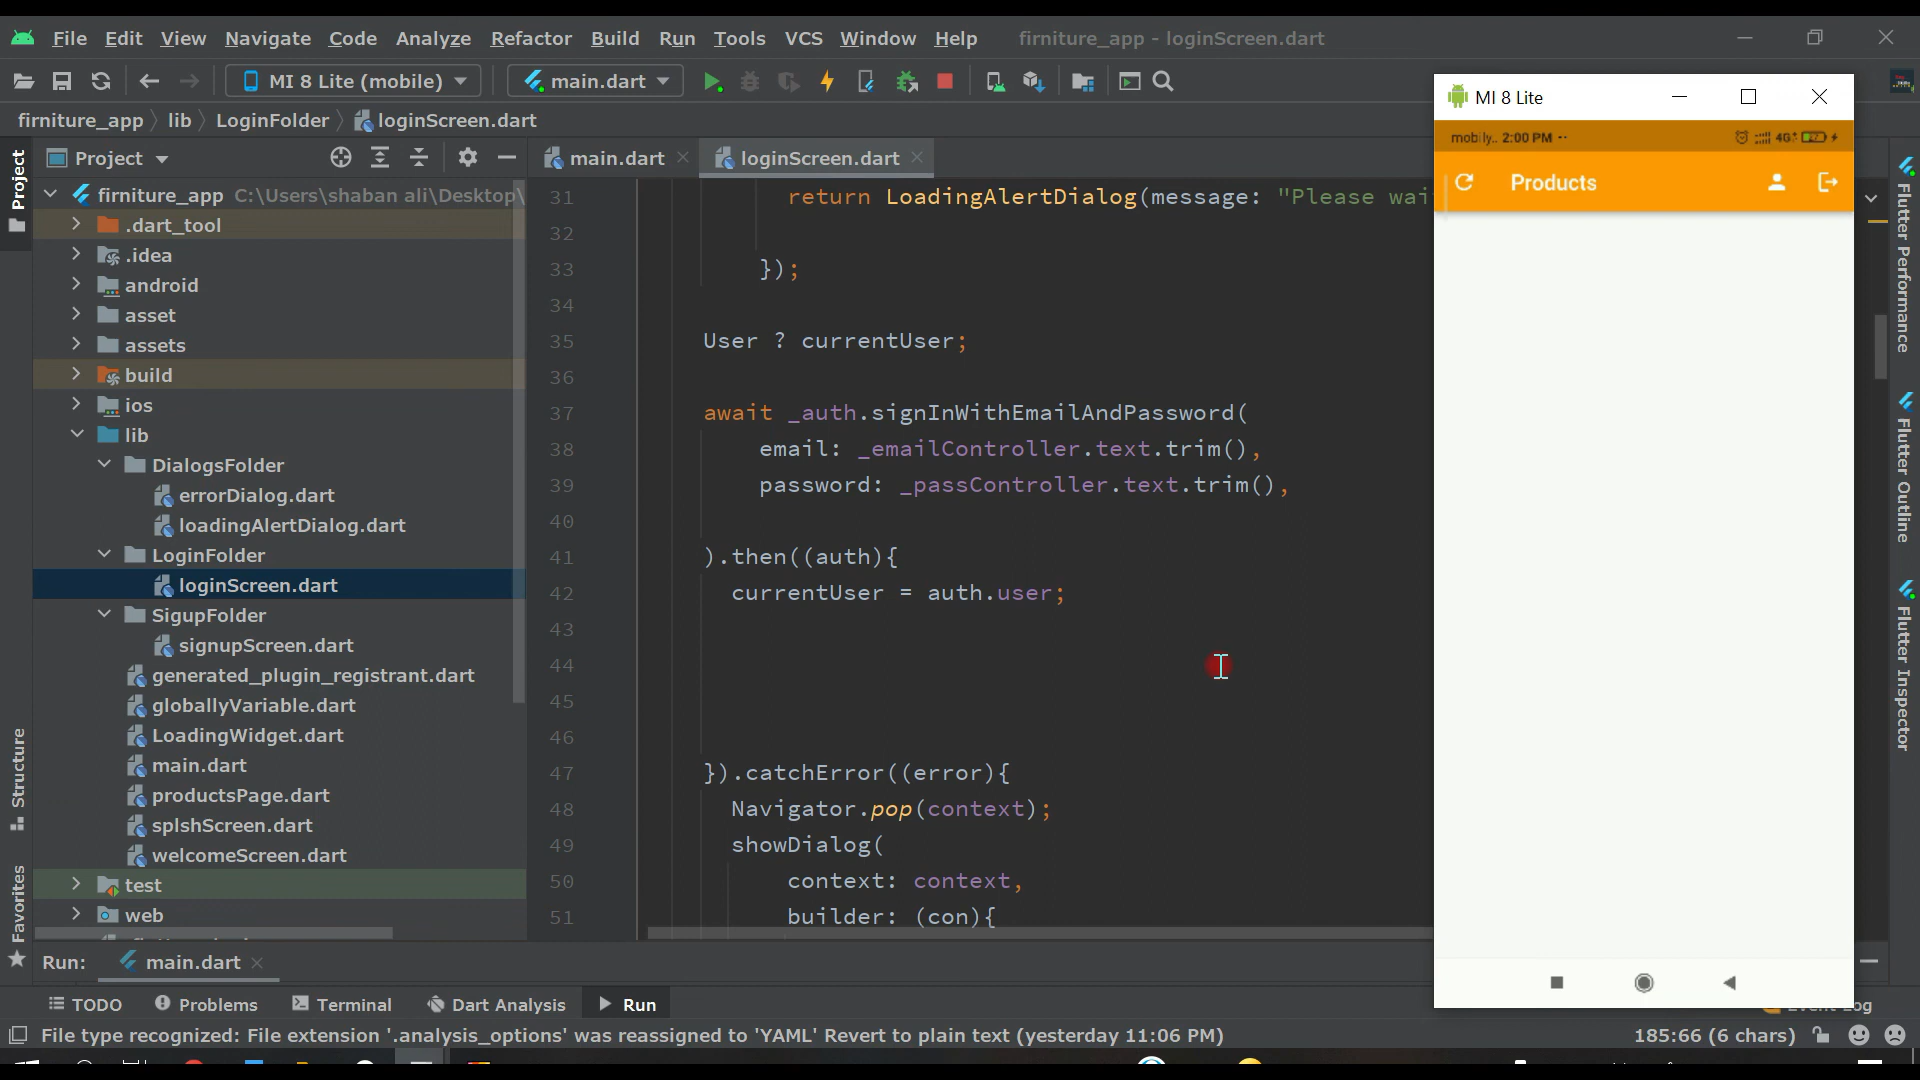 File Edit View Navigate Code Analyze Refactor Build Run Tools VCS Window Help firniture_app - loginScreen.dart
MI 8 Lite (mobile) main.dart
firniture_app lib LoginFolder loginScreen.dart
Project
main.dart
loginScreen.dart
Project
firniture_app C:\Users\shaban ali\Desktop\
.dart_tool
.idea
android
asset
assets
build
ios
lib
DialogsFolder
errorDialog.dart
loadingAlertDialog.dart
LoginFolder
loginScreen.dart
SigupFolder
signupScreen.dart
generated_plugin_registrant.dart
globallyVariable.dart
LoadingWidget.dart
main.dart
productsPage.dart
splshScreen.dart
welcomeScreen.dart
test
web
Structure
Favorites
31 return LoadingAlertDialog(message: "Please wai
32
33 });
34
35 User ? currentUser;
36
37 await _auth.signInWithEmailAndPassword(
38 email: _emailController.text.trim(),
39 password: _passController.text.trim(),
40
41 ).then((auth){
42 currentUser = auth.user;
43
44
45
46
47 }).catchError((error){
48 Navigator.pop(context);
49 showDialog(
50 context: context,
51 builder: (con){
MI 8 Lite
mobily.. 2:00 PM ··
4G
Products
Flutter Performance
Flutter Outline
Flutter Inspector
Run: main.dart
TODO Problems Terminal Dart Analysis Run
Event Log
File type recognized: File extension '.analysis_options' was reassigned to 'YAML' Revert to plain text (yesterday 11:06 PM)
185:66 (6 chars)